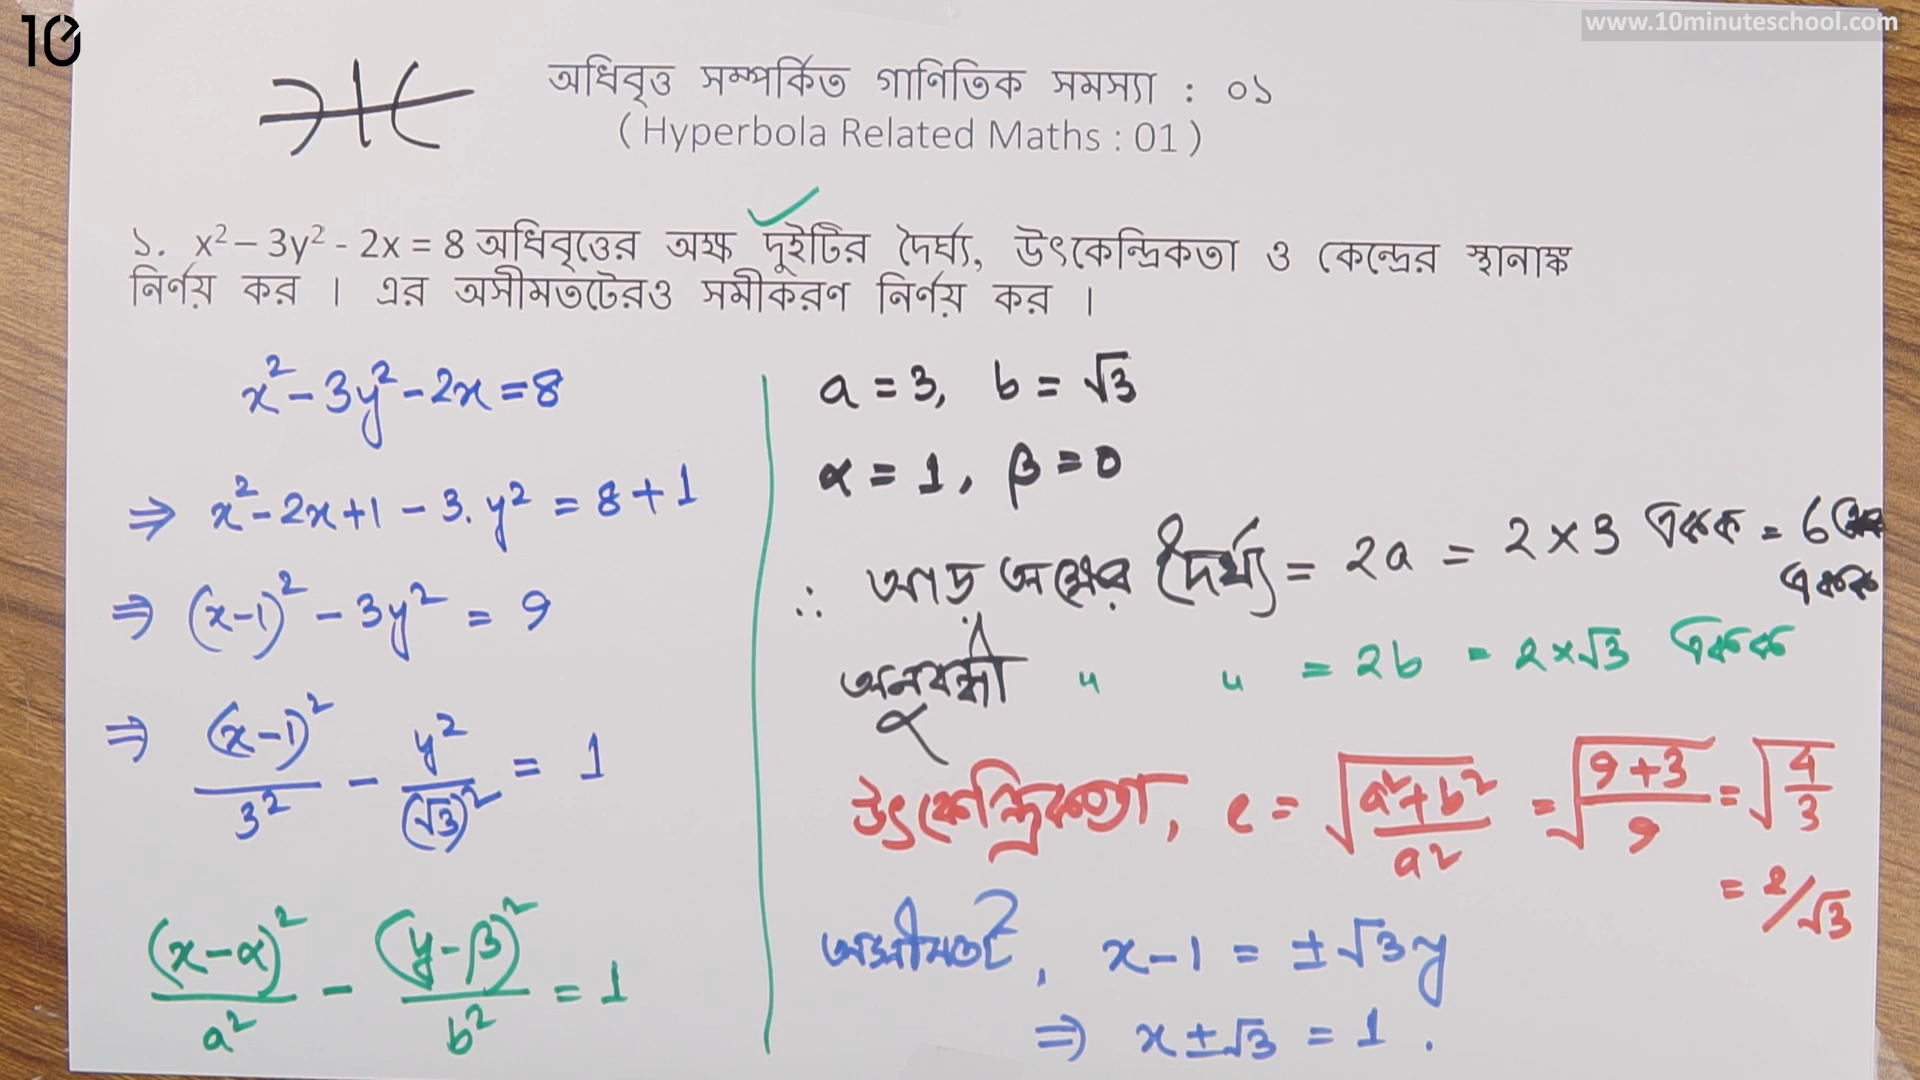 10
www.10minuteschool.com
অধিবৃত্ত সম্পর্কিত গাণিতিক সমস্যা : ০১
( Hyperbola Related Maths : 01 )
১. x² – 3y² - 2x = 8 অধিবৃত্তের অক্ষ দুইটির দৈর্ঘ্য, উৎকেন্দ্রিকতা ও কেন্দ্রের স্থানাঙ্ক
নির্ণয় কর । এর অসীমতটেরও সমীকরণ নির্ণয় কর ।
x² - 3y² - 2x = 8
⇒ x² - 2x + 1 - 3.y² = 8 + 1
⇒ (x-1)² - 3y² = 9
⇒ (x-1)²/3² - y²/(√3)² = 1
(x-α)²/a² - (y-β)²/b² = 1
a = 3, b = √3
α = 1, β = 0
∴ আড় অক্ষের দৈর্ঘ্য = 2a = 2 × 3 একক = 6 একক
অনুবন্ধী " " = 2b = 2×√3 একক
উৎকেন্দ্রিকতা, e = √(a²+b²/a²) = √(9+3/9) = √(4/3)
= 2/√3
অসীমতট, x-1 = ±√3y
⇒ x ± √3 = 1 .